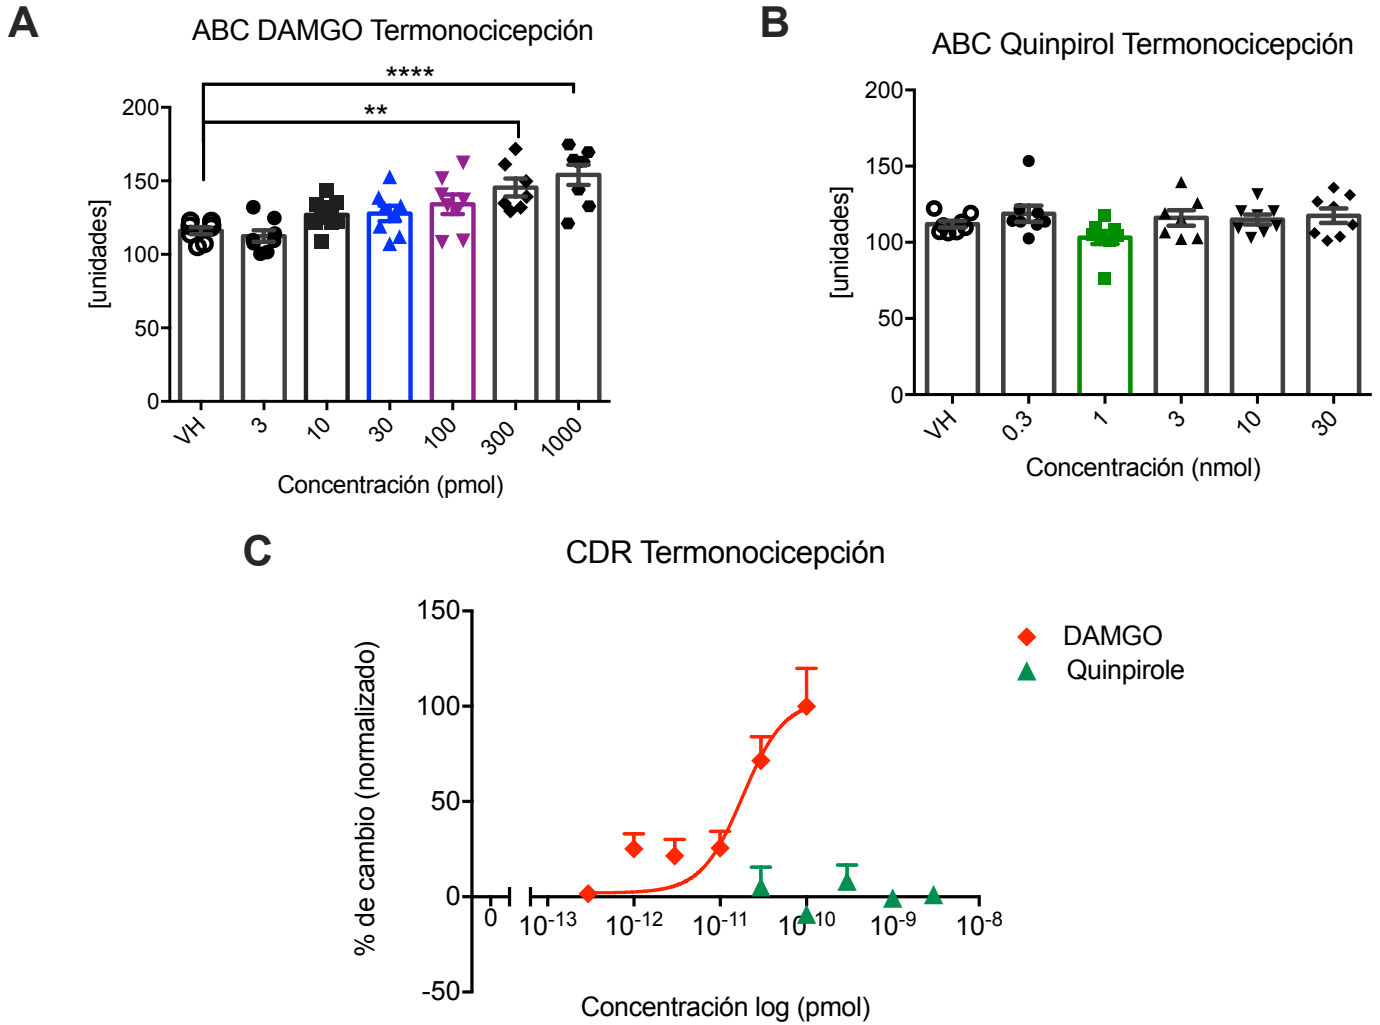 A
ABC DAMGO Termonocicepción
****
**
[unidades]
200
150
100
50
0
VH
3
10
30
100
300
1000
Concentración (pmol)
B
ABC Quinpirol Termonocicepción
[unidades]
200
150
100
50
0
VH
0.3
1
3
10
30
Concentración (nmol)
C
CDR Termonocicepción
% de cambio (normalizado)
150
100
50
0
-50
0
10⁻¹³
10⁻¹²
10⁻¹¹
10⁻¹⁰
10⁻⁹
10⁻⁸
Concentración log (pmol)
DAMGO
Quinpirole